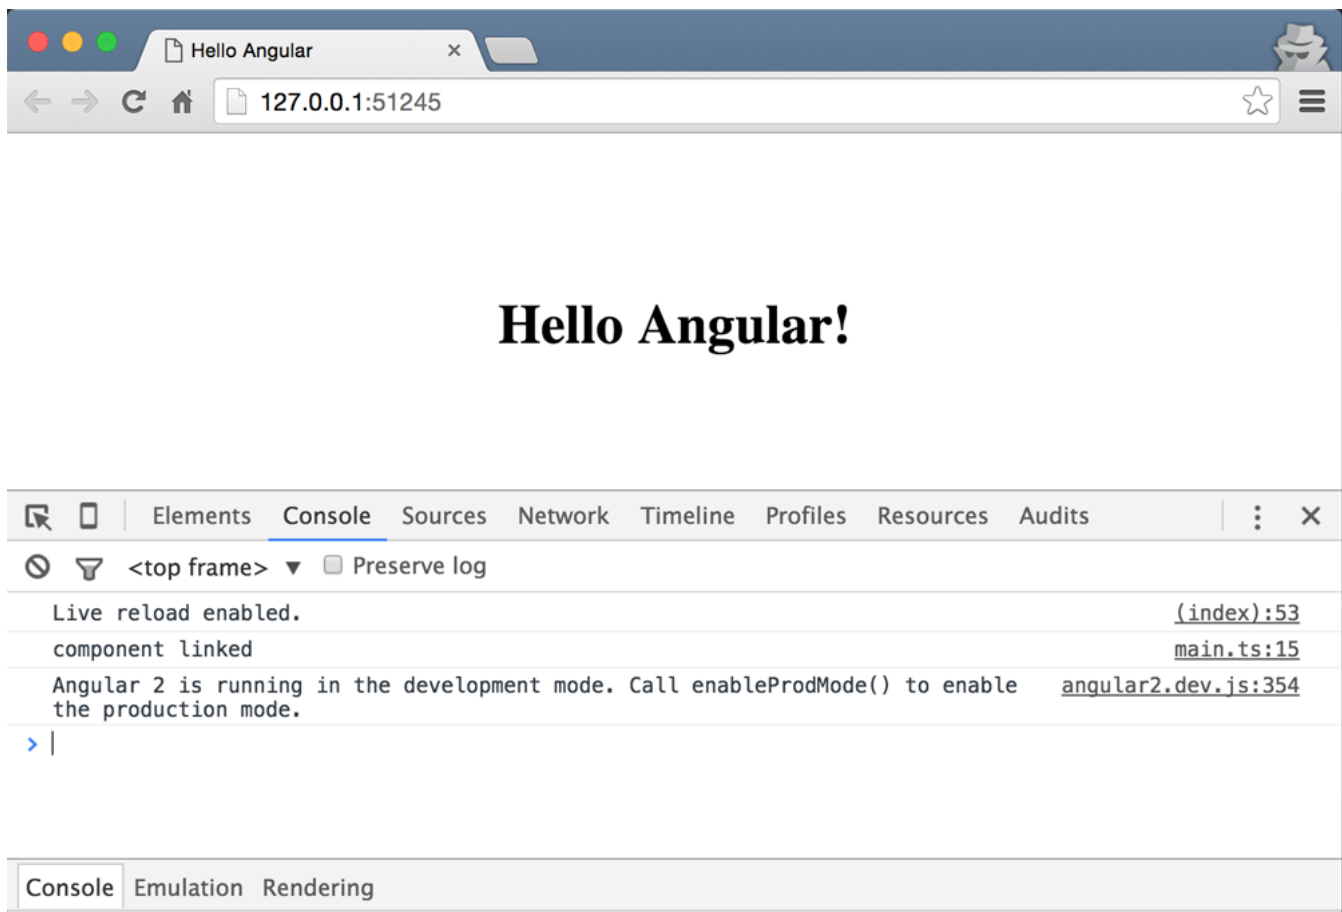 Hello Angular
127.0.0.1:51245
Hello Angular!
Elements Console Sources Network Timeline Profiles Resources Audits
<top frame> ▼ Preserve log
Live reload enabled. (index):53
component linked main.ts:15
Angular 2 is running in the development mode. Call enableProdMode() to enable angular2.dev.js:354
the production mode.
>
Console Emulation Rendering